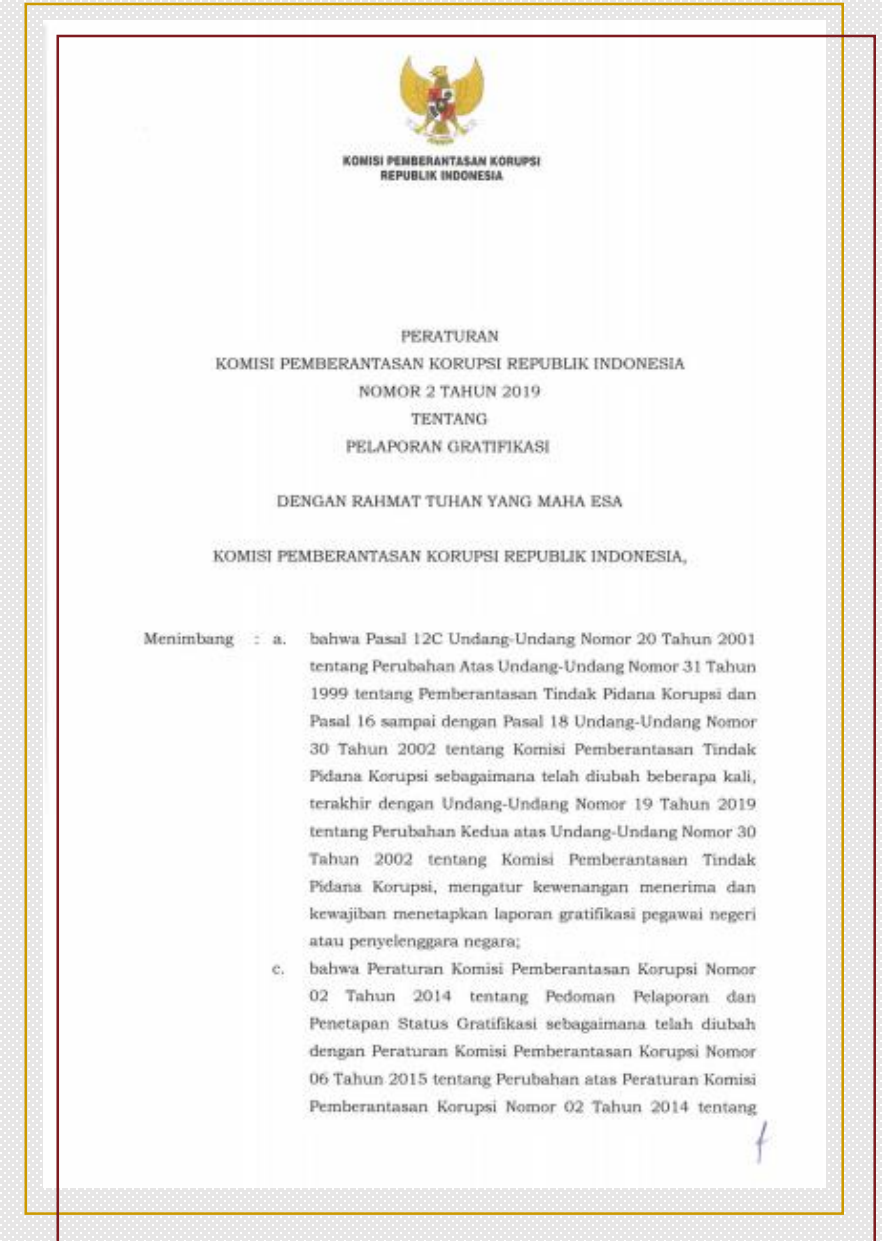 KOMISI PEMBERANTASAN KORUPSI
REPUBLIK INDONESIA
PERATURAN
KOMISI PEMBERANTASAN KORUPSI REPUBLIK INDONESIA
NOMOR 2 TAHUN 2019
TENTANG
PELAPORAN GRATIFIKASI
DENGAN RAHMAT TUHAN YANG MAHA ESA
KOMISI PEMBERANTASAN KORUPSI REPUBLIK INDONESIA,
Menimbang : a. bahwa Pasal 12C Undang-Undang Nomor 20 Tahun 2001
tentang Perubahan Atas Undang-Undang Nomor 31 Tahun
1999 tentang Pemberantasan Tindak Pidana Korupsi dan
Pasal 16 sampai dengan Pasal 18 Undang-Undang Nomor
30 Tahun 2002 tentang Komisi Pemberantasan Tindak
Pidana Korupsi sebagaimana telah diubah beberapa kali,
terakhir dengan Undang-Undang Nomor 19 Tahun 2019
tentang Perubahan Kedua atas Undang-Undang Nomor 30
Tahun 2002 tentang Komisi Pemberantasan Tindak
Pidana Korupsi, mengatur kewenangan menerima dan
kewajiban menetapkan laporan gratifikasi pegawai negeri
atau penyelenggara negara;
c. bahwa Peraturan Komisi Pemberantasan Korupsi Nomor
02 Tahun 2014 tentang Pedoman Pelaporan dan
Penetapan Status Gratifikasi sebagaimana telah diubah
dengan Peraturan Komisi Pemberantasan Korupsi Nomor
06 Tahun 2015 tentang Perubahan atas Peraturan Komisi
Pemberantasan Korupsi Nomor 02 Tahun 2014 tentang